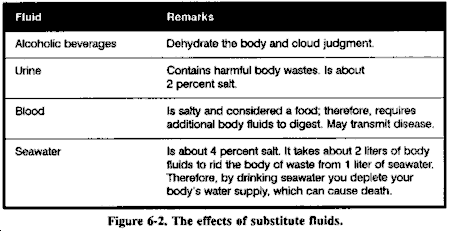 Fluid Remarks
Alcoholic beverages Dehydrate the body and cloud judgment.
Urine Contains harmful body wastes. Is about
2 percent salt.
Blood Is salty and considered a food; therefore, requires
additional body fluids to digest. May transmit disease.
Seawater Is about 4 percent salt. It takes about 2 liters of body
fluids to rid the body of waste from 1 liter of seawater.
Therefore, by drinking seawater you deplete your
body's water supply, which can cause death.
Figure 6-2. The effects of substitute fluids.